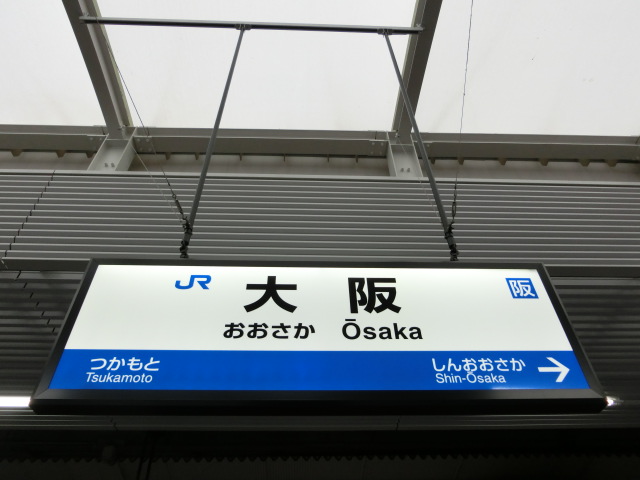 JR 大阪 阪
おおさか Ōsaka
つかもと しんおおさか →
Tsukamoto Shin-Ōsaka